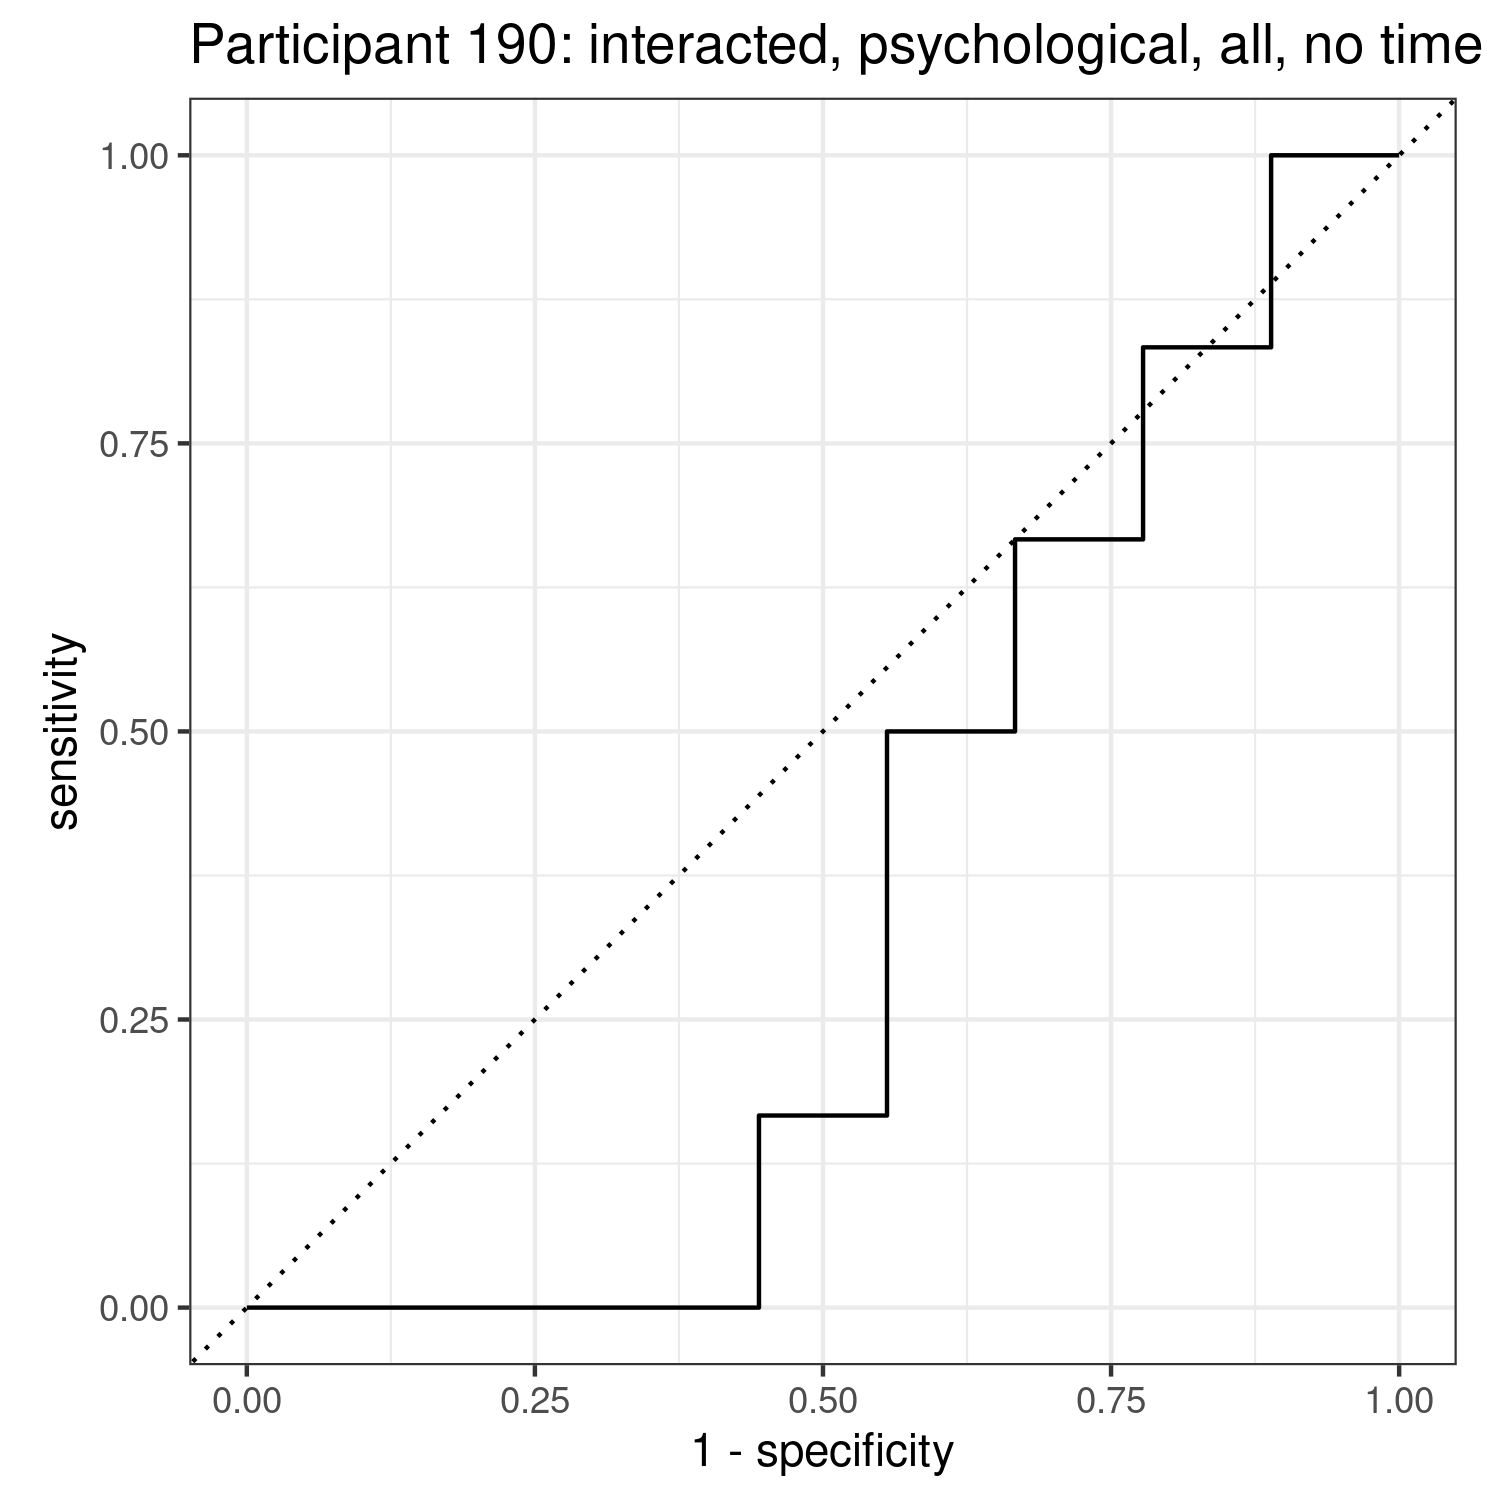 Participant 190: interacted, psychological, all, no time
1.00
0.75
0.50
0.25
0.00
sensitivity
0.00 0.25 0.50 0.75 1.00
1 - specificity